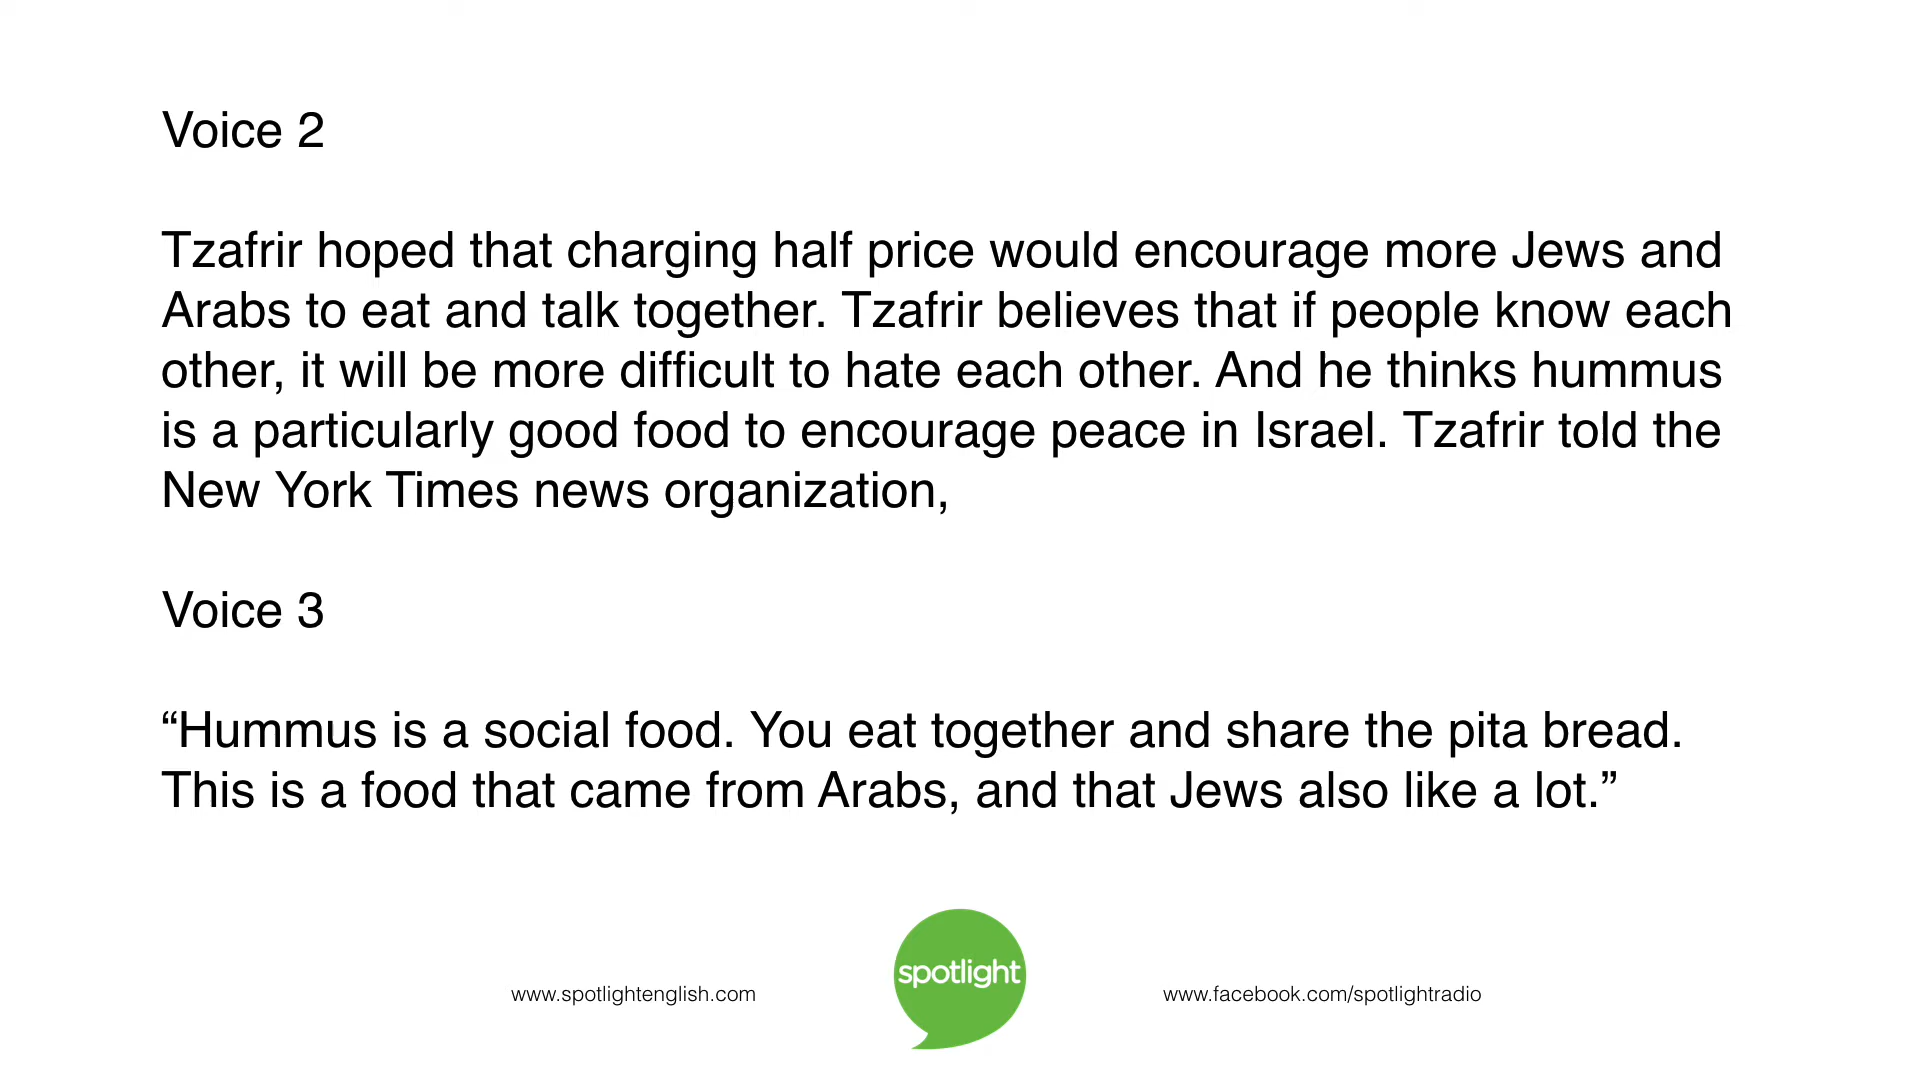 Voice 2
Tzafrir hoped that charging half price would encourage more Jews and
Arabs to eat and talk together. Tzafrir believes that if people know each
other, it will be more difficult to hate each other. And he thinks hummus
is a particularly good food to encourage peace in Israel. Tzafrir told the
New York Times news organization,
Voice 3
“Hummus is a social food. You eat together and share the pita bread.
This is a food that came from Arabs, and that Jews also like a lot.”
spotlight
www.spotlightenglish.com
www.facebook.com/spotlightradio